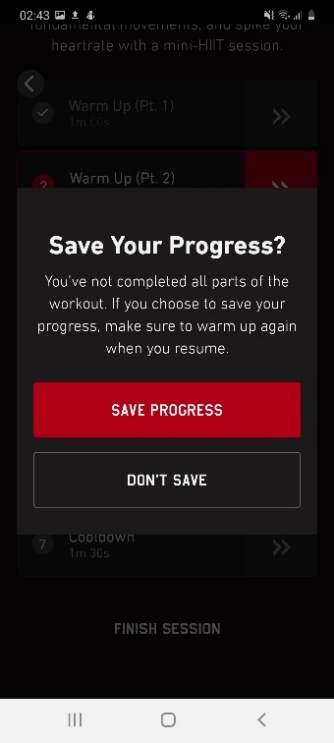 02:43
fundamental movements, and spike your
heartrate with a mini-HIIT session.
Warm Up (Pt. 1)
1m 00s
2
Warm Up (Pt. 2)
Save Your Progress?
You've not completed all parts of the
workout. If you choose to save your
progress, make sure to warm up again
when you resume.
SAVE PROGRESS
DON'T SAVE
7
Cooldown
1m 30s
FINISH SESSION